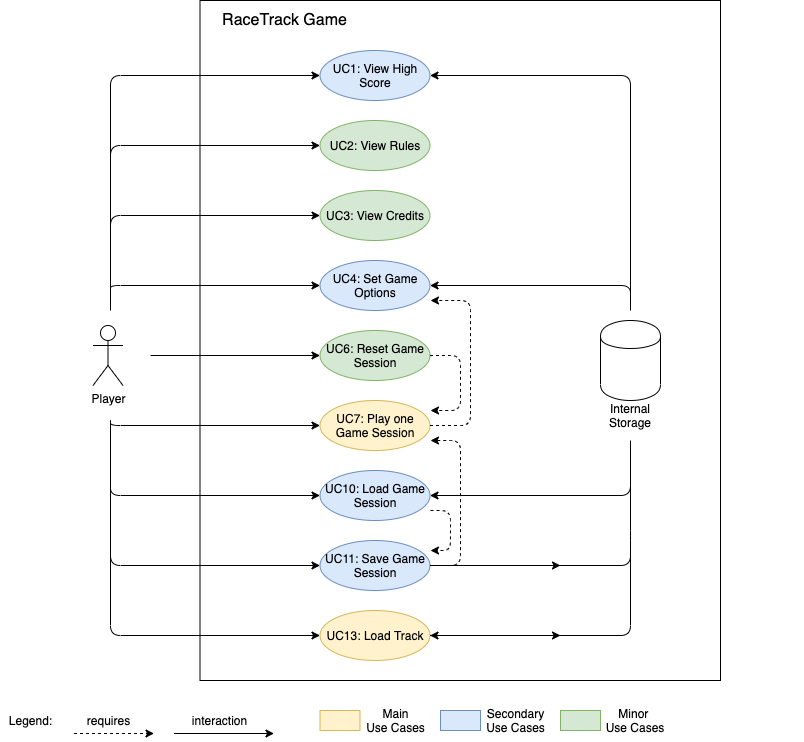 RaceTrack Game
UC1: View High
Score
UC2: View Rules
UC3: View Credits
UC4: Set Game
Options
UC6: Reset Game
Session
Player
UC7: Play one
Game Session
Internal
Storage
UC10: Load Game
Session
UC11: Save Game
Session
UC13: Load Track
Legend:
requires
interaction
Main
Use Cases
Secondary
Use Cases
Minor
Use Cases